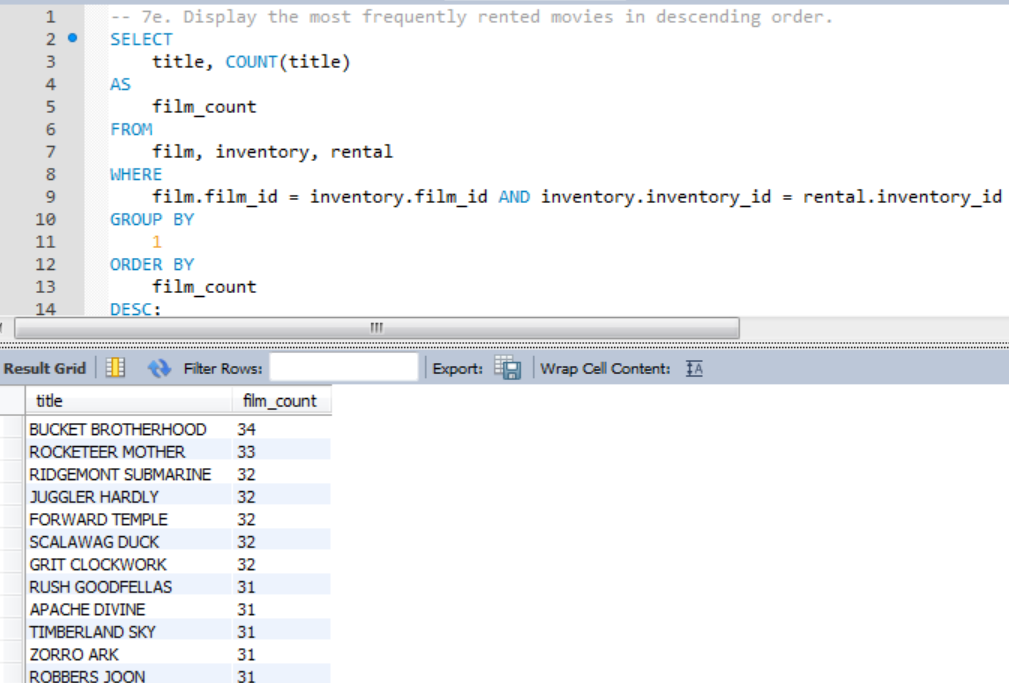 1 -- 7e. Display the most frequently rented movies in descending order.
2 SELECT
3 title, COUNT(title)
4 AS
5 film_count
6 FROM
7 film, inventory, rental
8 WHERE
9 film.film_id = inventory.film_id AND inventory.inventory_id = rental.inventory_id
10 GROUP BY
11 1
12 ORDER BY
13 film_count
14 DESC;
Result Grid Filter Rows: Export: Wrap Cell Content:
title film_count
BUCKET BROTHERHOOD 34
ROCKETEER MOTHER 33
RIDGEMONT SUBMARINE 32
JUGGLER HARDLY 32
FORWARD TEMPLE 32
SCALAWAG DUCK 32
GRIT CLOCKWORK 32
RUSH GOODFELLAS 31
APACHE DIVINE 31
TIMBERLAND SKY 31
ZORRO ARK 31
ROBBERS JOON 31